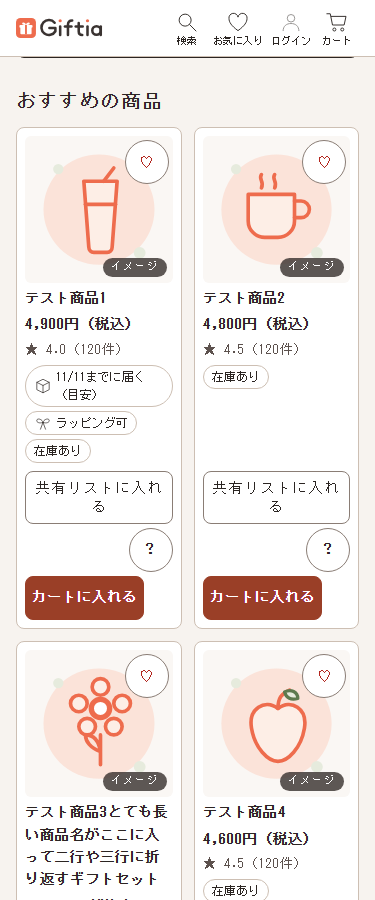 Giftia
検索
お気に入り
ログイン
カート
おすすめの商品
イメージ
テスト商品1
4,900円（税込）
★ 4.0（120件）
11/11までに届く
（目安）
ラッピング可
在庫あり
共有リストに入れ
る
?
カートに入れる
イメージ
テスト商品2
4,800円（税込）
★ 4.5（120件）
在庫あり
共有リストに入れ
る
?
カートに入れる
イメージ
テスト商品3とても長
い商品名がここに入
って二行や三行に折
り返すギフトセット
イメージ
テスト商品4
4,600円（税込）
★ 4.5（120件）
在庫あり